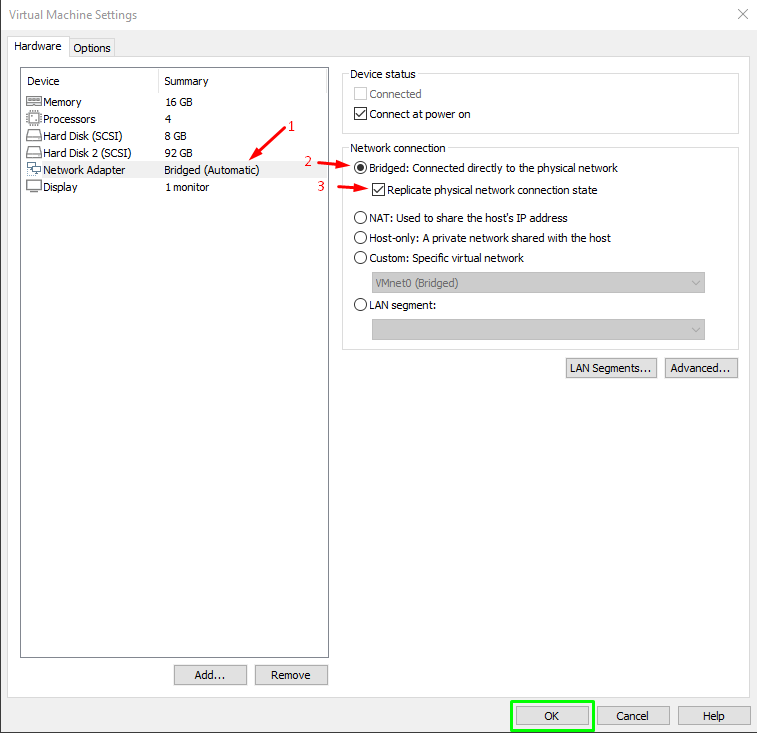 Virtual Machine Settings
Hardware
Options
Device Summary
Memory 16 GB
Processors 4
Hard Disk (SCSI) 8 GB
Hard Disk 2 (SCSI) 92 GB
Network Adapter Bridged (Automatic)
Display 1 monitor
1
2
3
Add...
Remove
Device status
Connected
Connect at power on
Network connection
Bridged: Connected directly to the physical network
Replicate physical network connection state
NAT: Used to share the host's IP address
Host-only: A private network shared with the host
Custom: Specific virtual network
VMnet0 (Bridged)
LAN segment:
LAN Segments...
Advanced...
OK
Cancel
Help